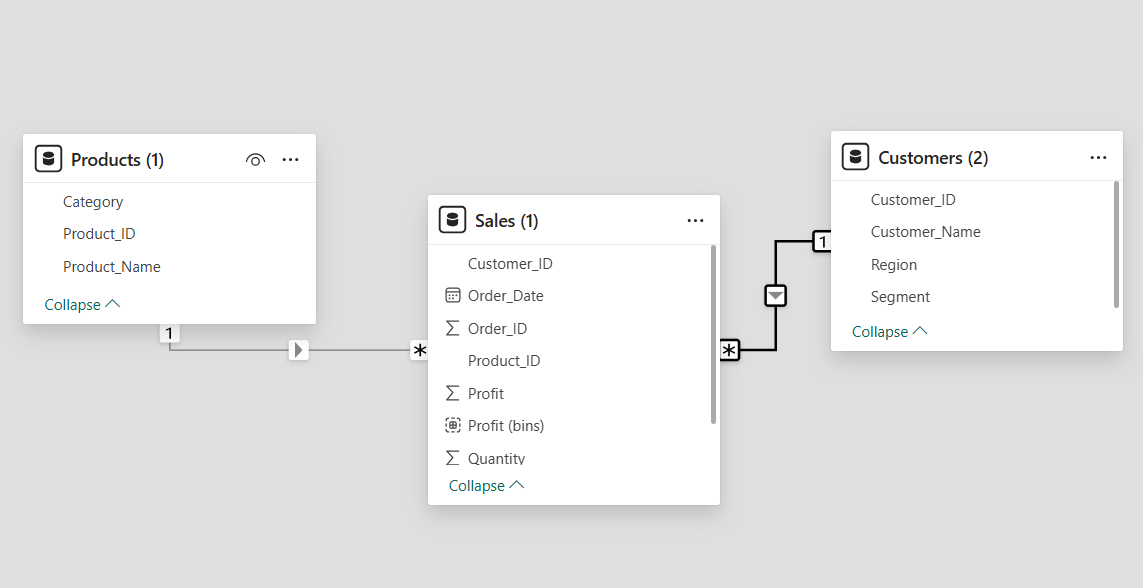 Products (1)
Category
Product_ID
Product_Name
Collapse
1
*
Sales (1)
Customer_ID
Order_Date
Order_ID
Product_ID
Profit
Profit (bins)
Quantity
Collapse
*
1
Customers (2)
Customer_ID
Customer_Name
Region
Segment
Collapse